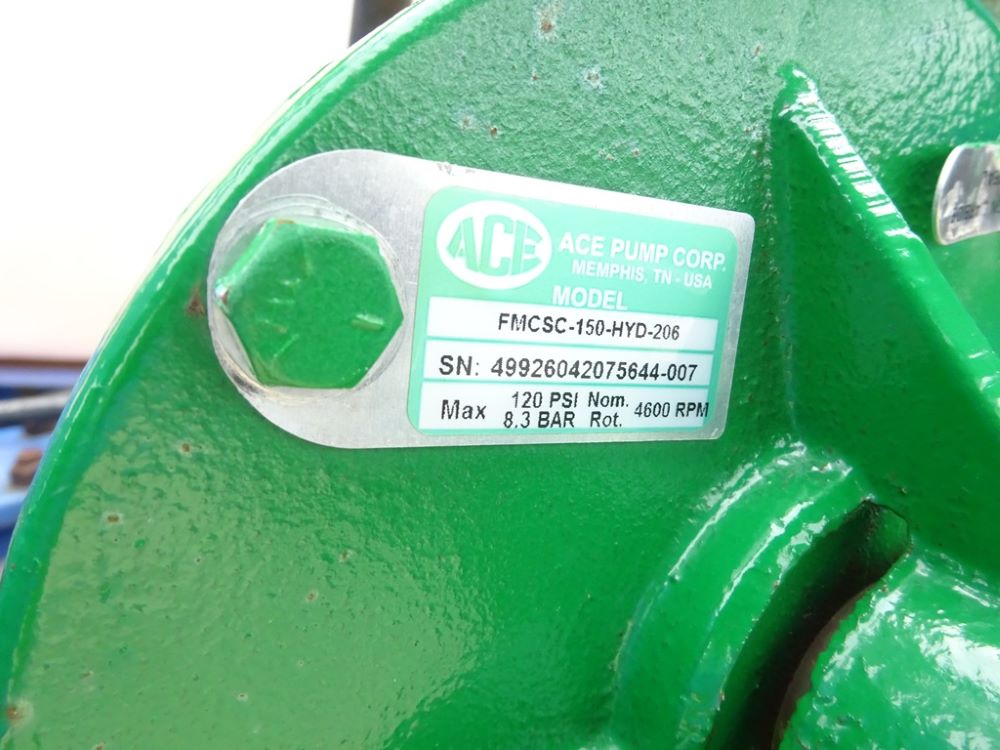 ACE
ACE PUMP CORP.
MEMPHIS, TN - USA
MODEL
FMCSC-150-HYD-206
SN: 49926042075644-007
Max 120 PSI Nom. 4600 RPM
8.3 BAR Rot.